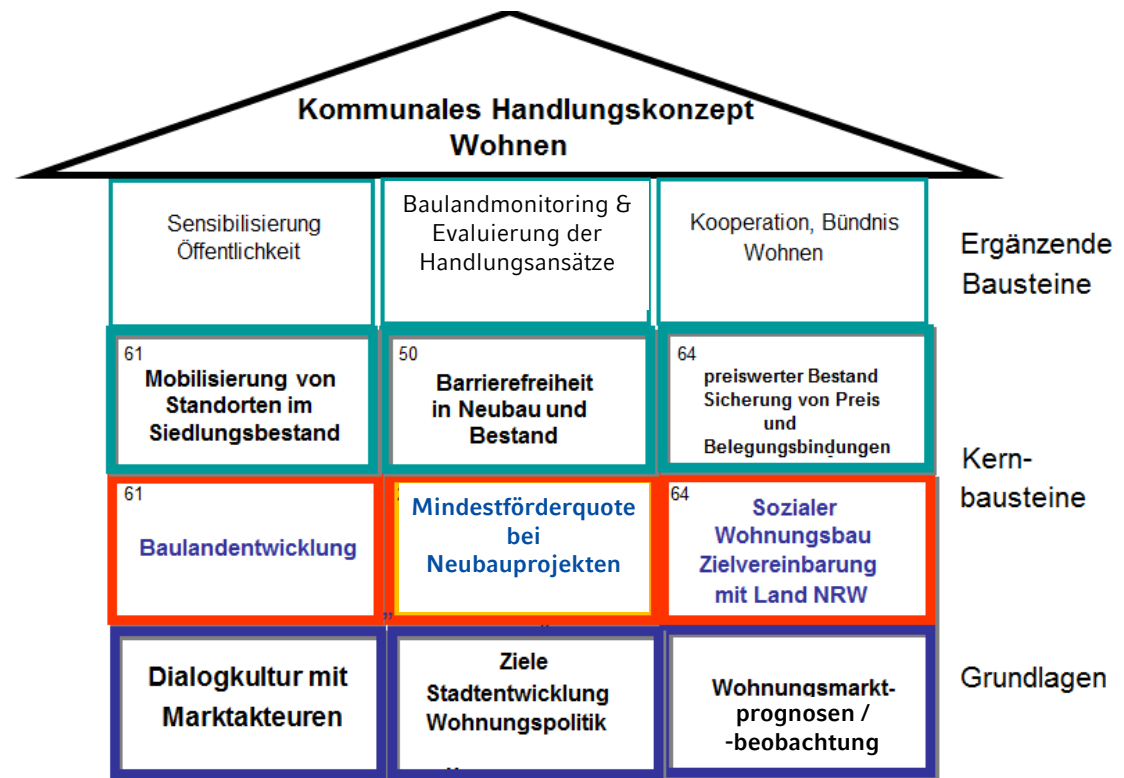 Kommunales Handlungskonzept
Wohnen
Sensibilisierung
Öffentlichkeit
Baulandmonitoring &
Evaluierung der
Handlungsansätze
Kooperation, Bündnis
Wohnen
Ergänzende
Bausteine
61
Mobilisierung von
Standorten im
Siedlungsbestand
50
Barrierefreiheit
in Neubau und
Bestand
64
preiswerter Bestand
Sicherung von Preis
und
Belegungsbindungen
Kern-
bausteine
61
Baulandentwicklung
Mindestförderquote
bei
Neubauprojekten
64
Sozialer
Wohnungsbau
Zielvereinbarung
mit Land NRW
Dialogkultur mit
Marktakteuren
Ziele
Stadtentwicklung
Wohnungspolitik
Wohnungsmarkt-
prognosen /
-beobachtung
Grundlagen